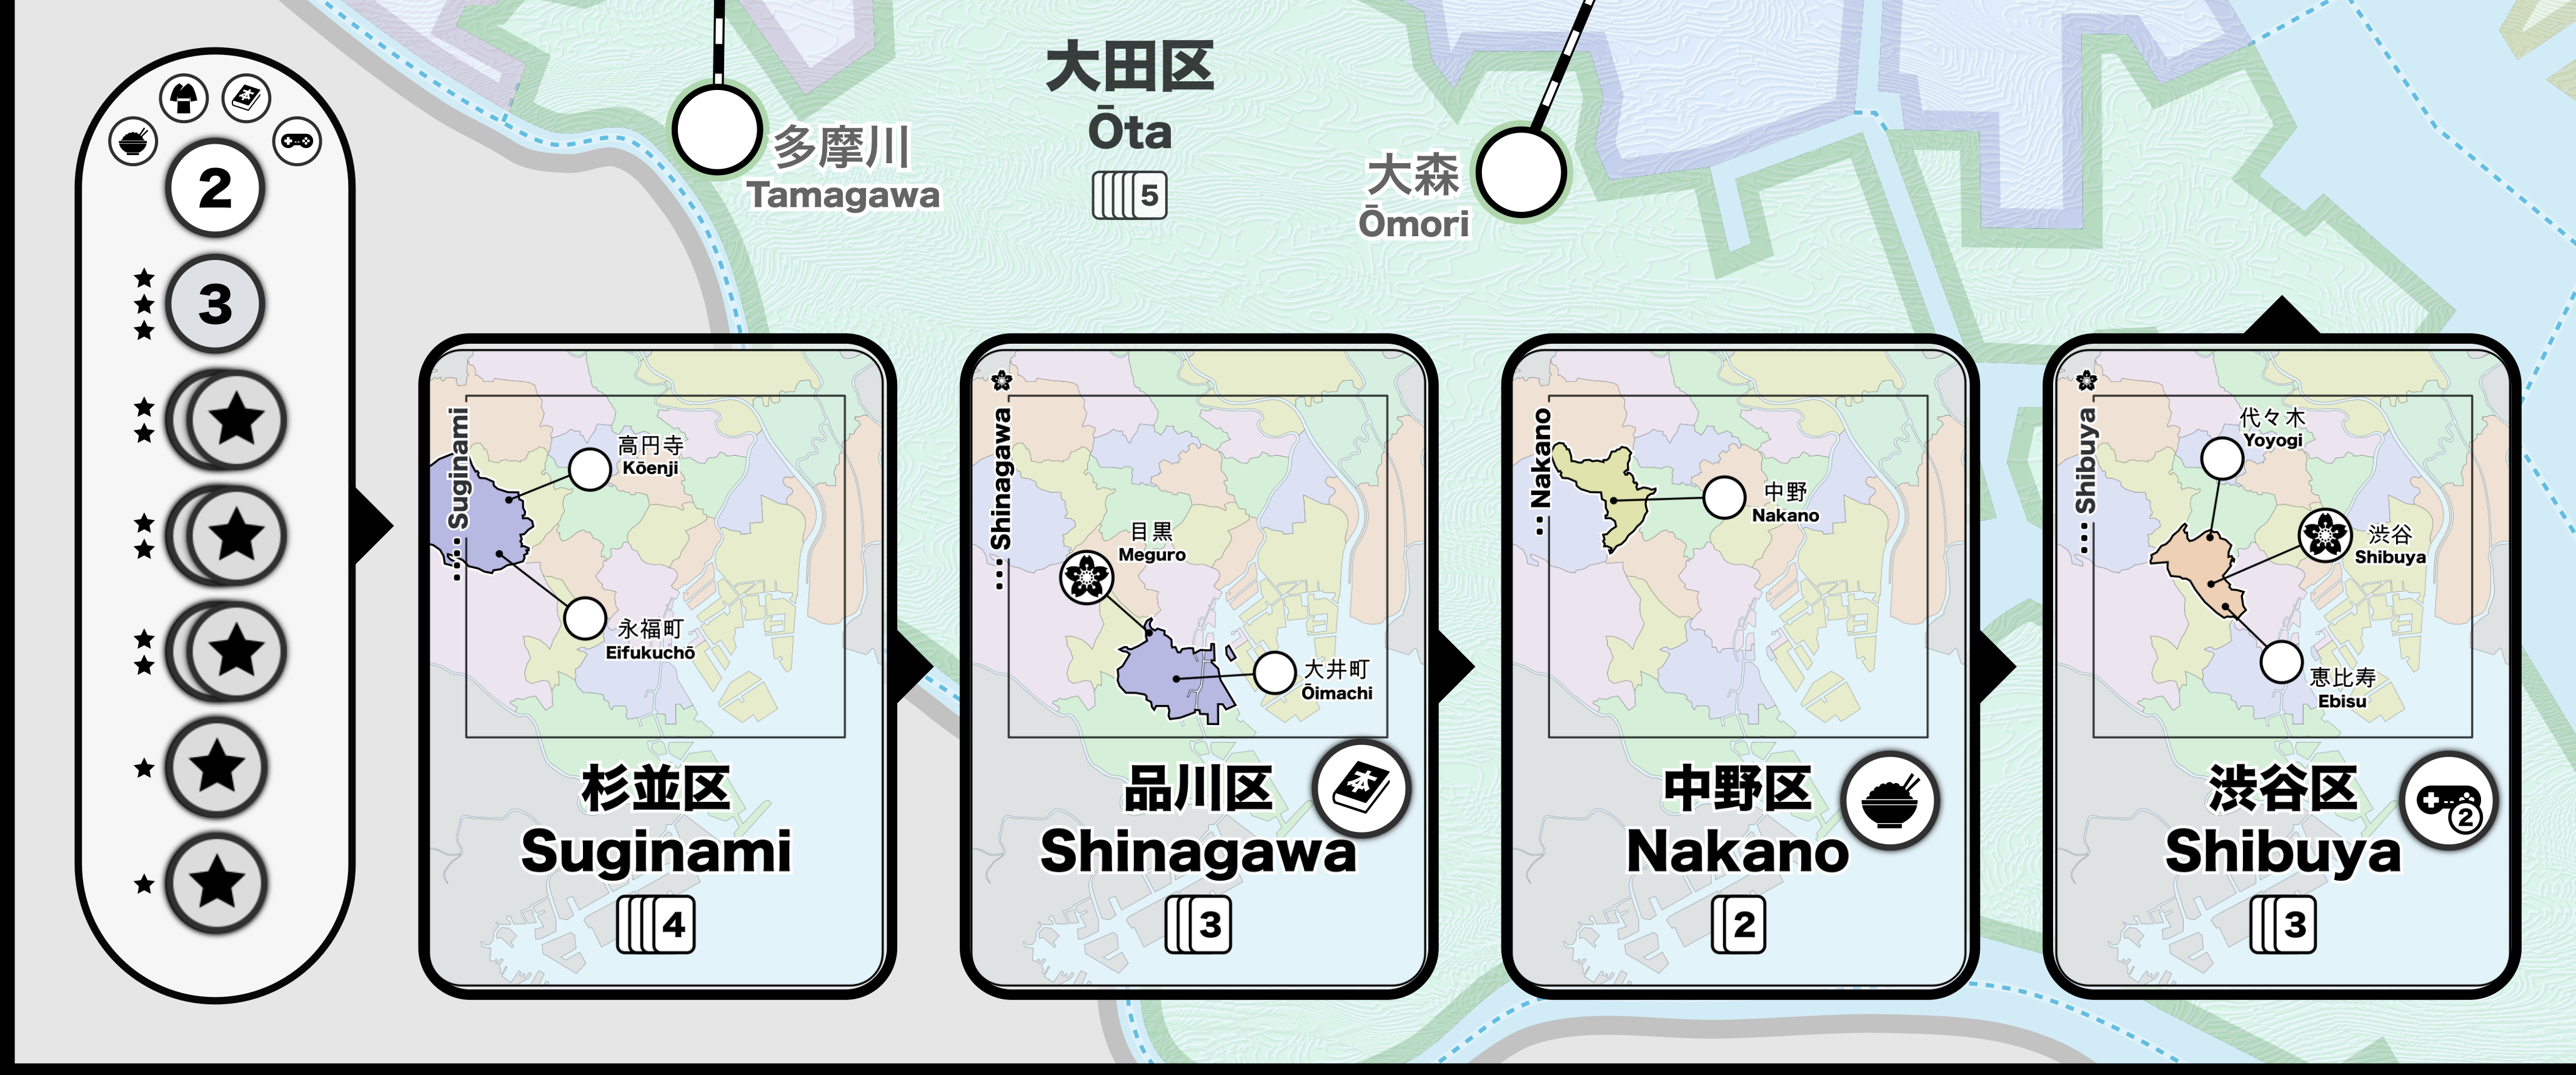 2
3
多摩川
Tamagawa
大田区
Ōta
5
大森
Ōmori
Suginami
高円寺
Kōenji
永福町
Eifukuchō
杉並区
Suginami
4
Shinagawa
目黒
Meguro
大井町
Ōimachi
本
品川区
Shinagawa
3
Nakano
中野
Nakano
中野区
Nakano
2
Shibuya
代々木
Yoyogi
渋谷
Shibuya
恵比寿
Ebisu
渋谷区
2
Shibuya
3